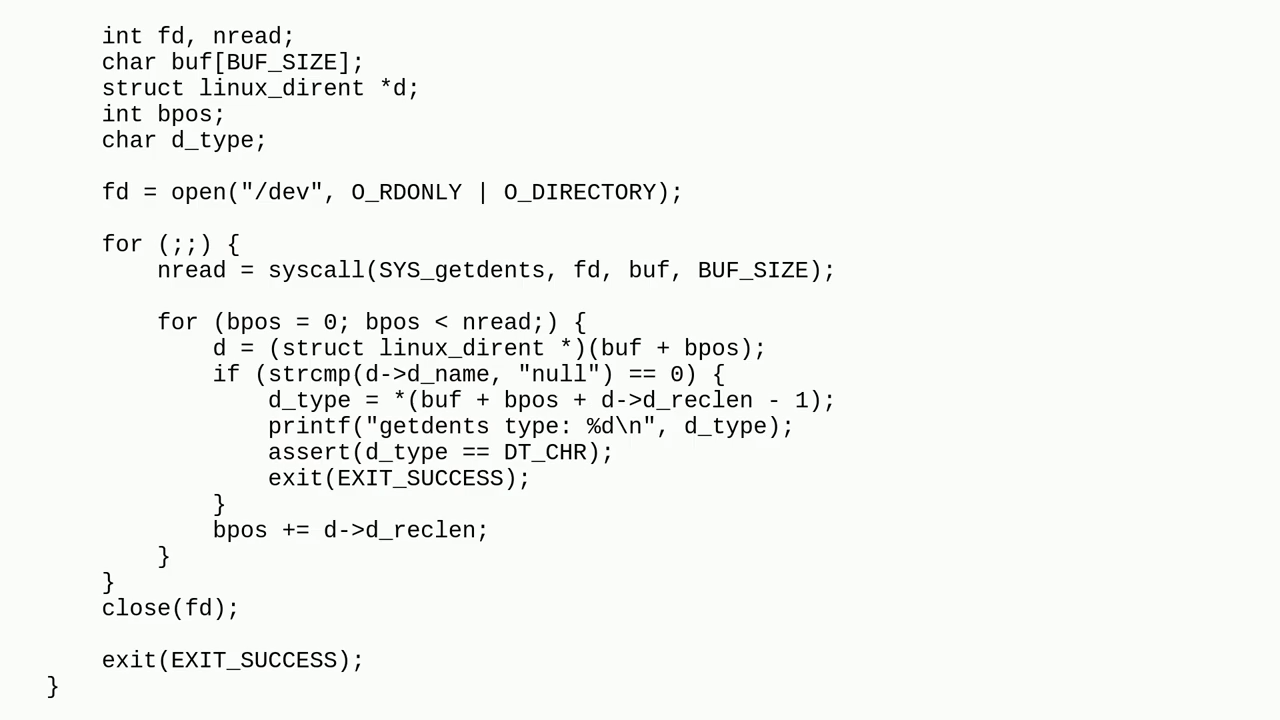 int fd, nread;
char buf[BUF_SIZE];
struct linux_dirent *d;
int bpos;
char d_type;
fd = open("/dev", O_RDONLY | O_DIRECTORY);
for (;;) {
nread = syscall(SYS_getdents, fd, buf, BUF_SIZE);
for (bpos = 0; bpos < nread;) {
d = (struct linux_dirent *)(buf + bpos);
if (strcmp(d->d_name, "null") == 0) {
d_type = *(buf + bpos + d->d_reclen - 1);
printf("getdents type: %d\n", d_type);
assert(d_type == DT_CHR);
exit(EXIT_SUCCESS);
}
bpos += d->d_reclen;
}
}
close(fd);
exit(EXIT_SUCCESS);
}